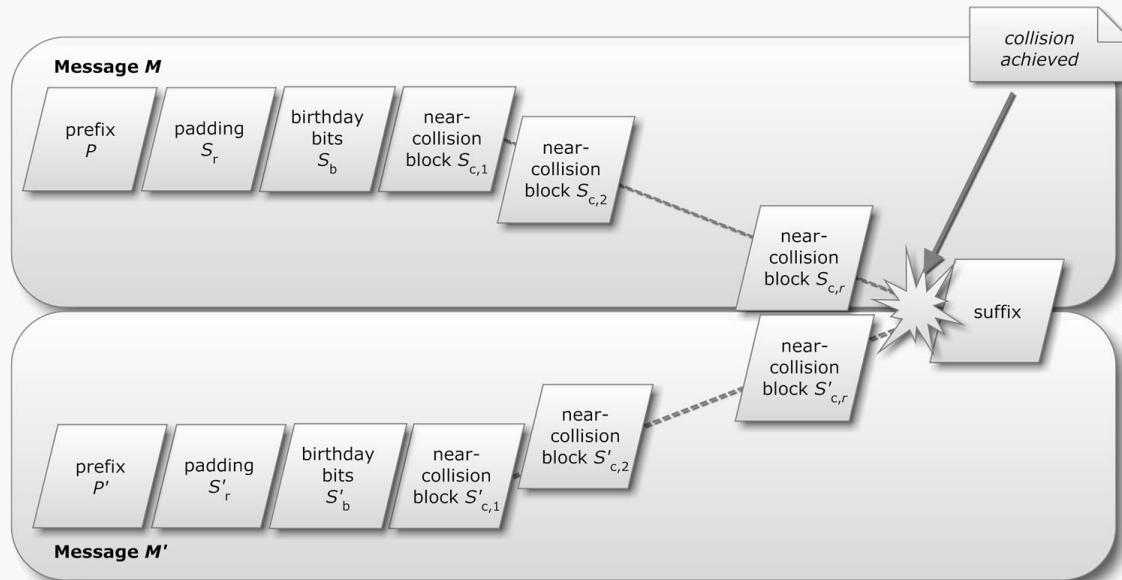 collision
achieved
Message M
prefix
P
padding
Sr
birthday
bits
Sb
near-
collision
block Sc,1
near-
collision
block Sc,2
near-
collision
block Sc,r
suffix
near-
collision
block S'c,r
near-
collision
block S'c,2
prefix
P'
padding
S'r
birthday
bits
S'b
near-
collision
block S'c,1
Message M'